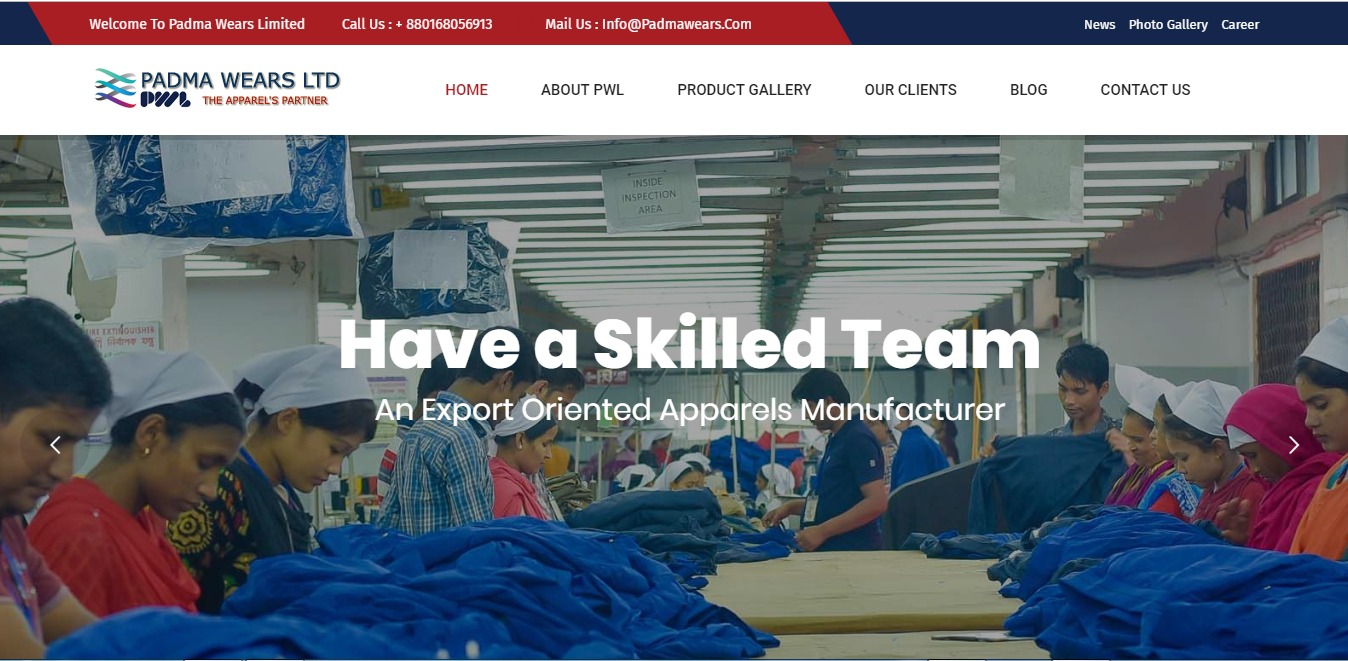 Welcome To Padma Wears Limited
Call Us : + 880168056913
Mail Us : Info@Padmawears.Com
News
Photo Gallery
Career
PADMA WEARS LTD
PWL THE APPAREL'S PARTNER
HOME
ABOUT PWL
PRODUCT GALLERY
OUR CLIENTS
BLOG
CONTACT US
INSIDE
INSPECTION
AREA
FIRE EXTINGUISHER
নির্বাপক যন্ত্র
Have a Skilled Team
An Export Oriented Apparels Manufacturer